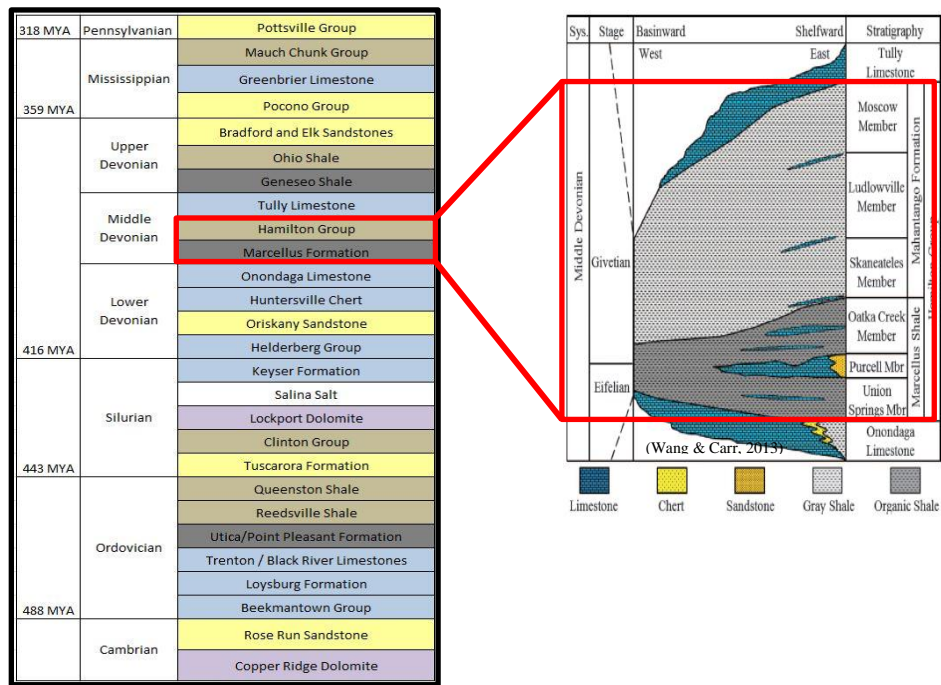 318 MYA Pennsylvanian Pottsville Group
Mauch Chunk Group
Mississippian Greenbrier Limestone
359 MYA Pocono Group
Bradford and Elk Sandstones
Upper
Devonian
Ohio Shale
Geneseo Shale
Tully Limestone
Middle
Devonian
Hamilton Group
Marcellus Formation
Onondaga Limestone
Lower
Devonian
Huntersville Chert
Oriskany Sandstone
416 MYA Helderberg Group
Keyser Formation
Salina Salt
Silurian Lockport Dolomite
Clinton Group
443 MYA Tuscarora Formation
Queenston Shale
Reedsville Shale
Ordovician Utica/Point Pleasant Formation
Trenton / Black River Limestones
Loysburg Formation
488 MYA Beekmantown Group
Rose Run Sandstone
Cambrian
Copper Ridge Dolomite
Sys. Stage Basinward Shelfward Stratigraphy
West East
Tully
Limestone
Middle Devonian
Givetian
Eifelian
Moscow
Member
Ludlowville
Member
Skaneateles
Member
Oatka Creek
Member
Purcell Mbr
Union
Springs Mbr
Onondaga
Limestone
Mahantango Formation
Marcellus Shale
(Wang & Carr, 2013)
Limestone Chert Sandstone Gray Shale Organic Shale